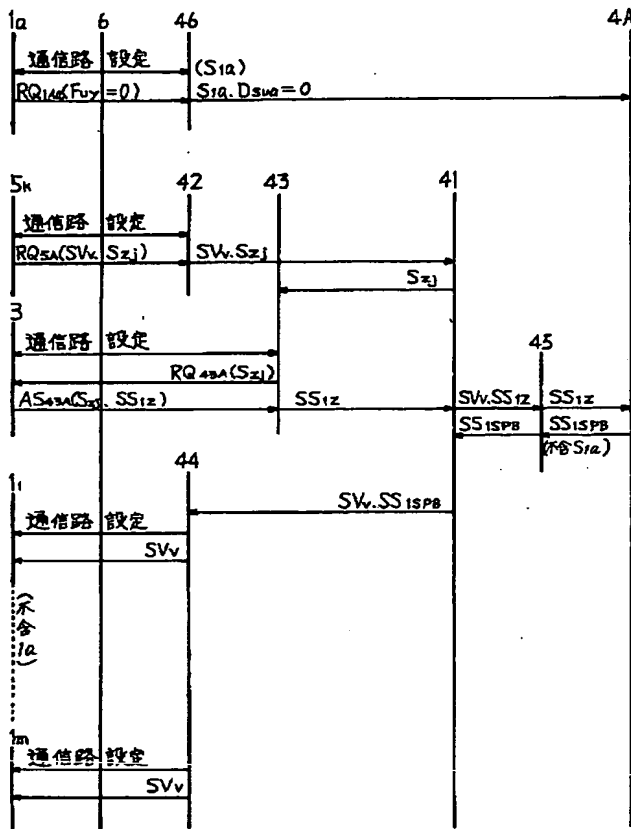 1a 6 46 4A
通信路 設定 (S1a)
RQ1Ua(Fuy=0) S1a.Dsua=0
5k 42 43 41
通信路 設定
RQ5A(SVv.Szj) SVv.Szj
Szj
3
通信路 設定 45
RQ43A(Szj)
AS43A(Szj.SS1z) SS1z SVv.SS1z SS1z
SS1SPB SS1SPB
(不含S1a)
44
11 SVv.SS1SPB
通信路 設定
SVv
(不含1a)
1m
通信路 設定
SVv